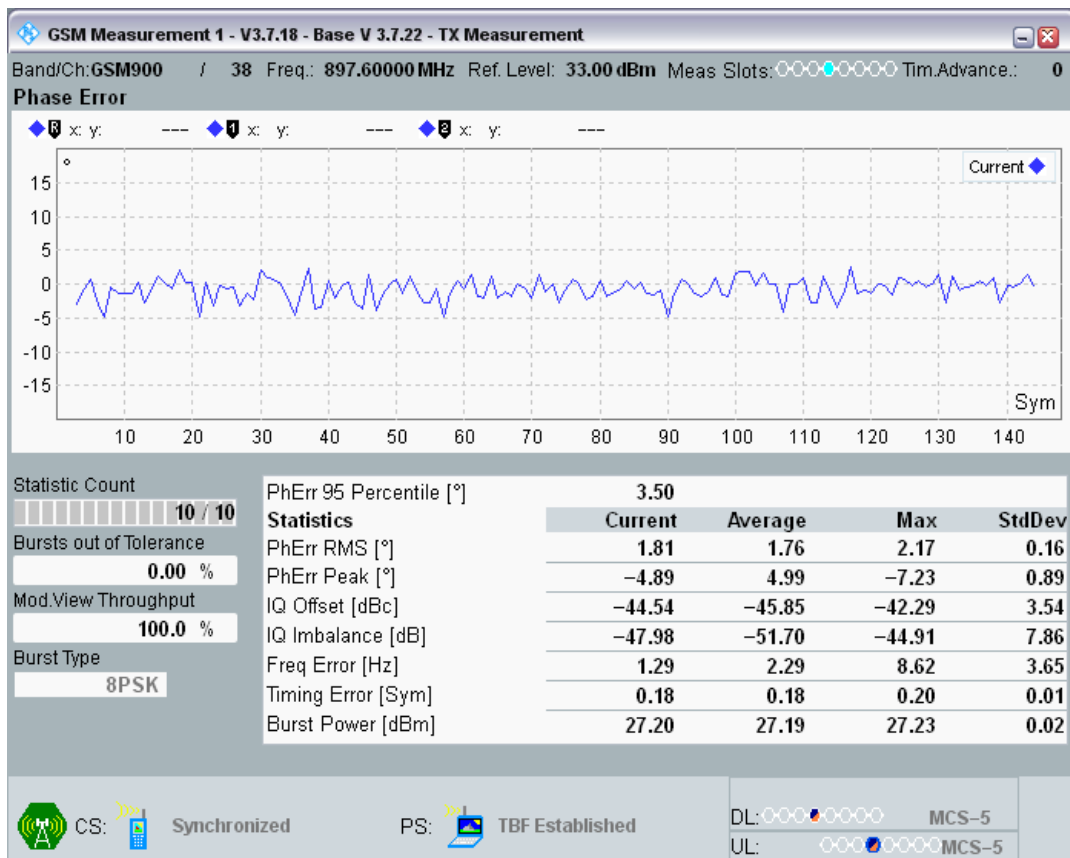 GSM Measurement 1 - V3.7.18 - Base V 3.7.22 - TX Measurement
Band/Ch:GSM900 / 38 Freq.: 897.60000 MHz Ref. Level: 33.00 dBm Meas Slots: Tim.Advance.: 0
Phase Error
R x: y: --- 1 x: y: --- 2 x: y: ---
°
Current
15
10
5
0
-5
-10
-15
Sym
10 20 30 40 50 60 70 80 90 100 110 120 130 140
Statistic Count
10 / 10
Bursts out of Tolerance
0.00 %
Mod.View Throughput
100.0 %
Burst Type
8PSK
PhErr 95 Percentile [°] 3.50
Statistics Current Average Max StdDev
PhErr RMS [°] 1.81 1.76 2.17 0.16
PhErr Peak [°] −4.89 4.99 −7.23 0.89
IQ Offset [dBc] −44.54 −45.85 −42.29 3.54
IQ Imbalance [dB] −47.98 −51.70 −44.91 7.86
Freq Error [Hz] 1.29 2.29 8.62 3.65
Timing Error [Sym] 0.18 0.18 0.20 0.01
Burst Power [dBm] 27.20 27.19 27.23 0.02
CS: Synchronized PS: TBF Established
DL: MCS−5
UL: MCS−5